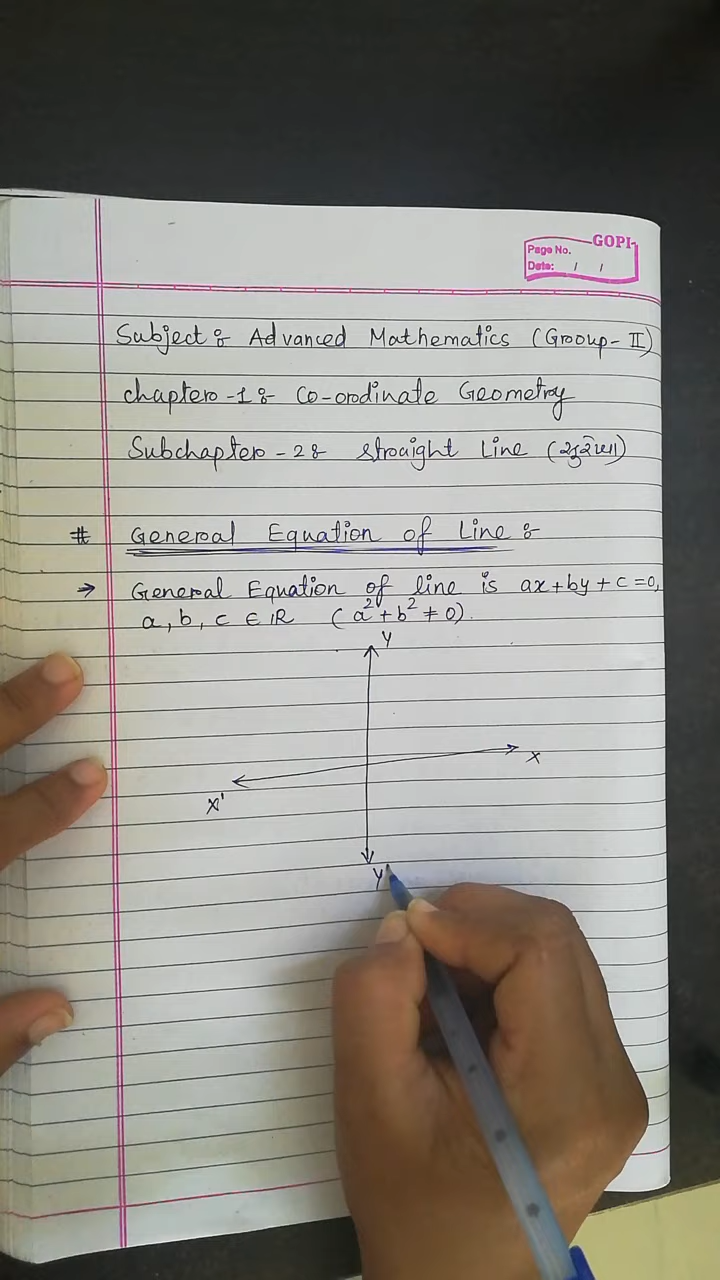 GOPI
Page No.
Date: / /
Subject : Advanced Mathematics (Group-II)
chapter-1 : Co-ordinate Geometry
Subchapter-2 : straight Line (સુરેખા)
# General Equation of Line :
→ General Equation of line is ax+by+c=0,
a, b, c ∈ IR (a²+b² ≠ 0).
Y
X
X'
Y